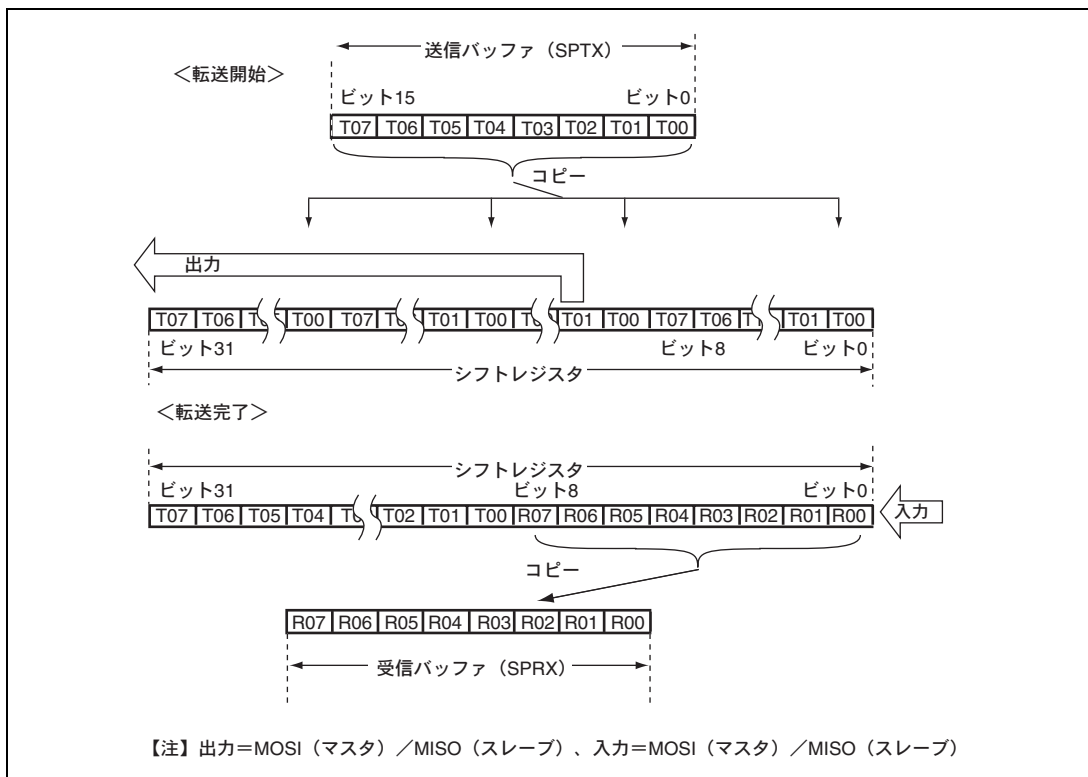 送信バッファ（SPTX）
＜転送開始＞
ビット15 ビット0
T07 T06 T05 T04 T03 T02 T01 T00
コピー
出力
T07 T06 T00 T07 T01 T00 T01 T00 T07 T06 T01 T00
ビット31 ビット8 ビット0
シフトレジスタ
＜転送完了＞
シフトレジスタ
ビット31 ビット8 ビット0
T07 T06 T05 T04 T02 T01 T00 R07 R06 R05 R04 R03 R02 R01 R00
入力
コピー
R07 R06 R05 R04 R03 R02 R01 R00
受信バッファ（SPRX）
【注】出力＝MOSI（マスタ）／MISO（スレーブ）、入力＝MOSI（マスタ）／MISO（スレーブ）